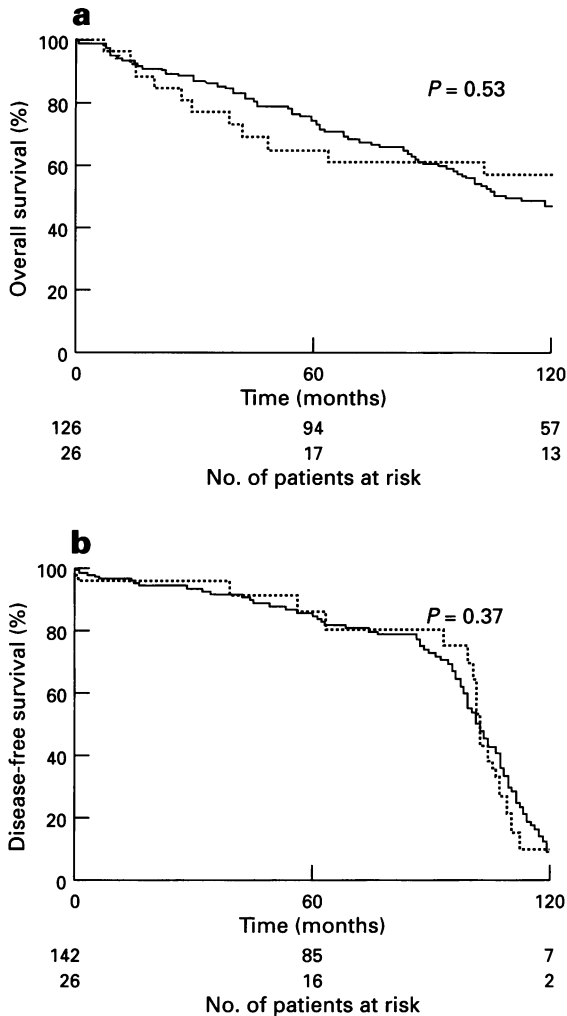 a
100
80
60
40
20
0
Overall survival (%)
P = 0.53
0 60 120
Time (months)
126 94 57
26 17 13
No. of patients at risk
b
100
80
60
40
20
0
Disease-free survival (%)
P = 0.37
0 60 120
Time (months)
142 85 7
26 16 2
No. of patients at risk